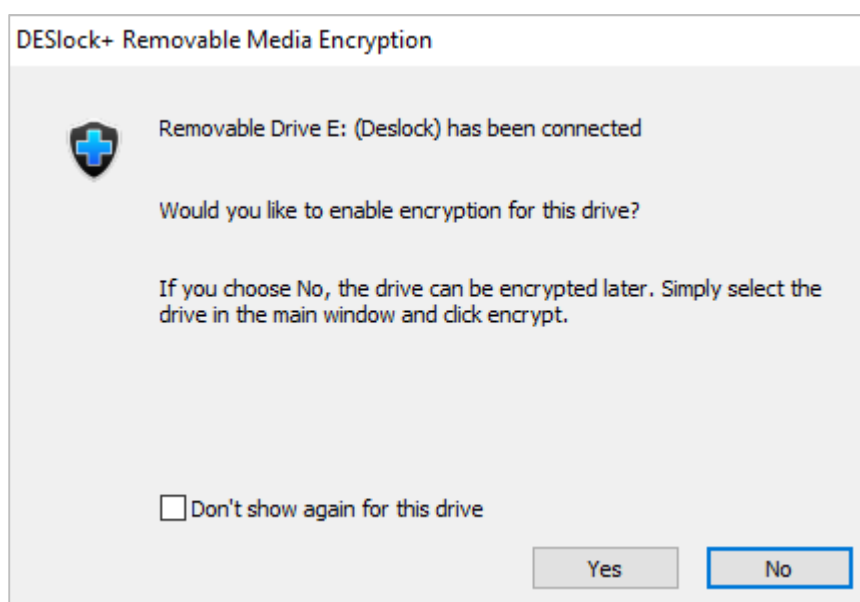 DESlock+ Removable Media Encryption
Removable Drive E: (Deslock) has been connected
Would you like to enable encryption for this drive?
If you choose No, the drive can be encrypted later. Simply select the
drive in the main window and click encrypt.
Don't show again for this drive
Yes
No